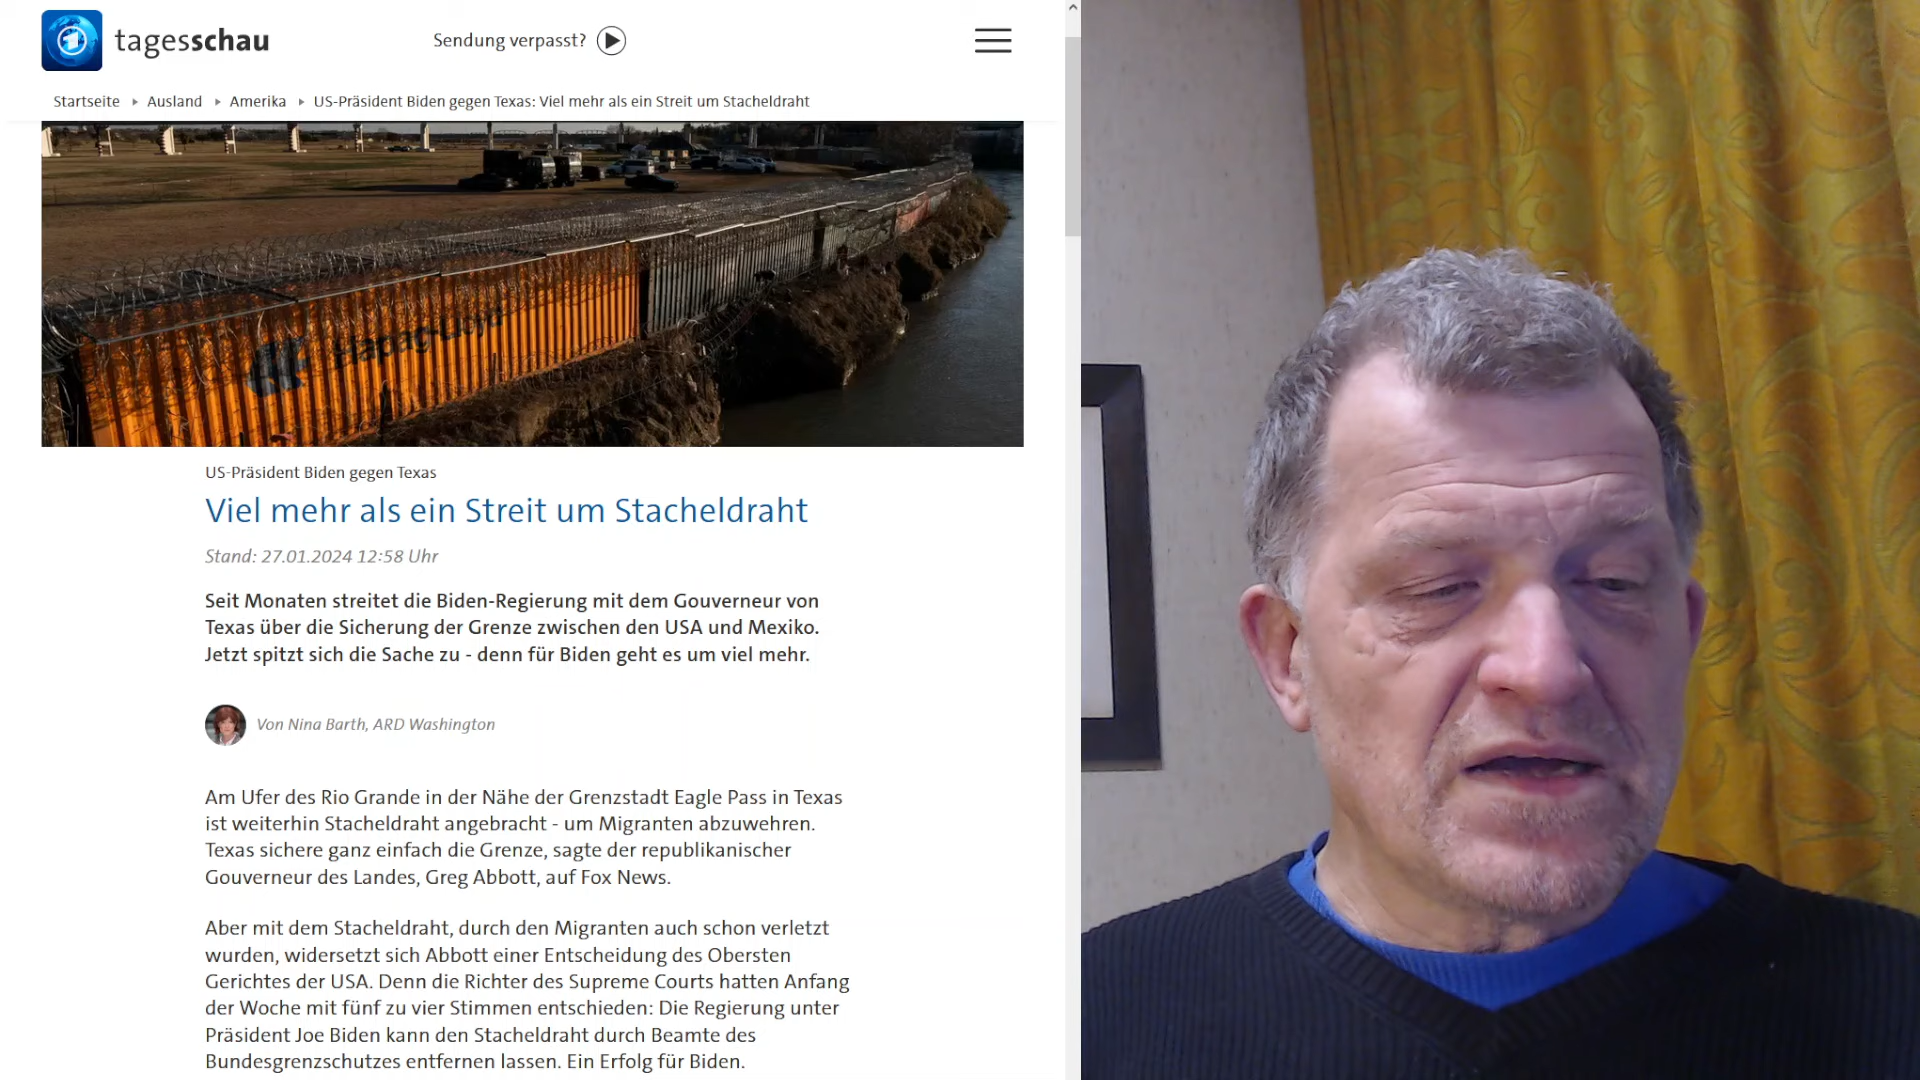 tagesschau
Sendung verpasst?
Startseite ▸ Ausland ▸ Amerika ▸ US-Präsident Biden gegen Texas: Viel mehr als ein Streit um Stacheldraht
Hapag-Lloyd
US-Präsident Biden gegen Texas
Viel mehr als ein Streit um Stacheldraht
Stand: 27.01.2024 12:58 Uhr
Seit Monaten streitet die Biden-Regierung mit dem Gouverneur von
Texas über die Sicherung der Grenze zwischen den USA und Mexiko.
Jetzt spitzt sich die Sache zu - denn für Biden geht es um viel mehr.
Von Nina Barth, ARD Washington
Am Ufer des Rio Grande in der Nähe der Grenzstadt Eagle Pass in Texas
ist weiterhin Stacheldraht angebracht - um Migranten abzuwehren.
Texas sichere ganz einfach die Grenze, sagte der republikanischer
Gouverneur des Landes, Greg Abbott, auf Fox News.
Aber mit dem Stacheldraht, durch den Migranten auch schon verletzt
wurden, widersetzt sich Abbott einer Entscheidung des Obersten
Gerichtes der USA. Denn die Richter des Supreme Courts hatten Anfang
der Woche mit fünf zu vier Stimmen entschieden: Die Regierung unter
Präsident Joe Biden kann den Stacheldraht durch Beamte des
Bundesgrenzschutzes entfernen lassen. Ein Erfolg für Biden.